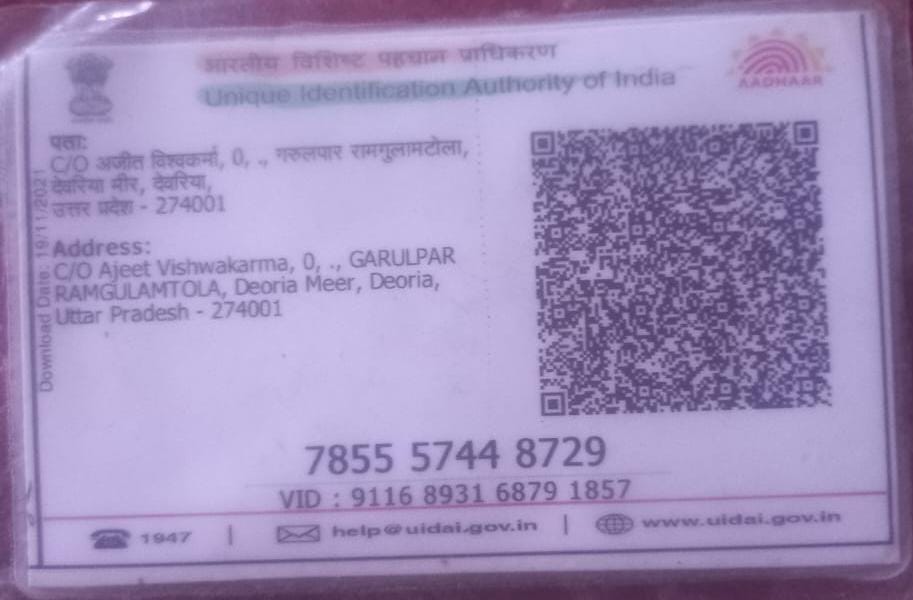 भारतीय विशिष्ट पहचान प्राधिकरण
Unique Identification Authority of India
AADHAAR
पता:
C/O अजीत विश्वकर्मा, 0, ., गरुलपार रामगुलामटोला,
देवरिया मीर, देवरिया,
उत्तर प्रदेश - 274001
Address:
C/O Ajeet Vishwakarma, 0, ., GARULPAR
RAMGULAMTOLA, Deoria Meer, Deoria,
Uttar Pradesh - 274001
Download Date: 19/11/2021
7855 5744 8729
VID : 9116 8931 6879 1857
1947 | help@uidai.gov.in | www.uidai.gov.in